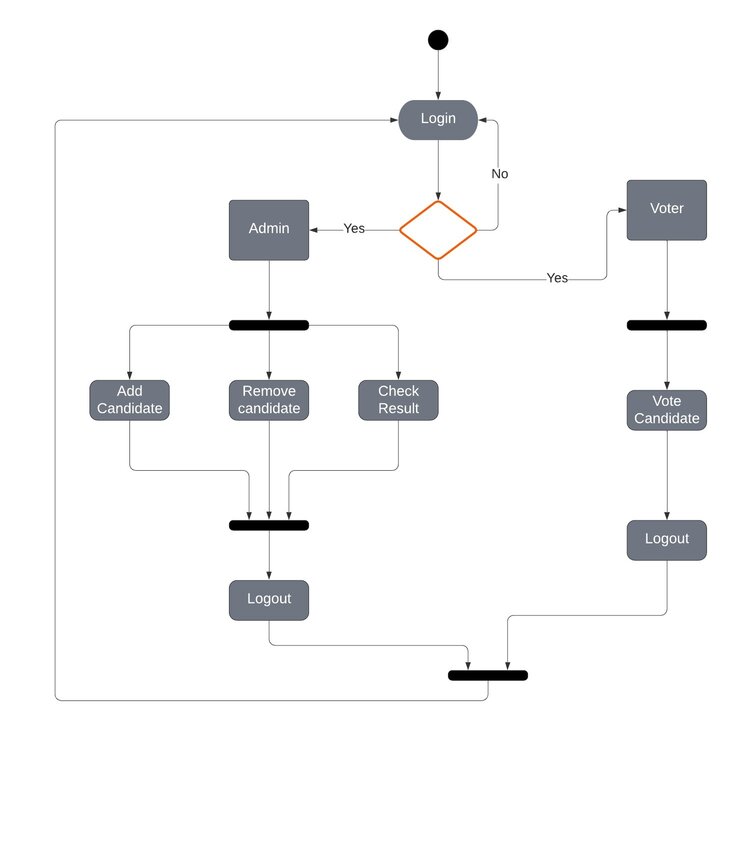 Login
No
Voter
Admin
Yes
Yes
Add
Candidate
Remove
candidate
Check
Result
Vote
Candidate
Logout
Logout